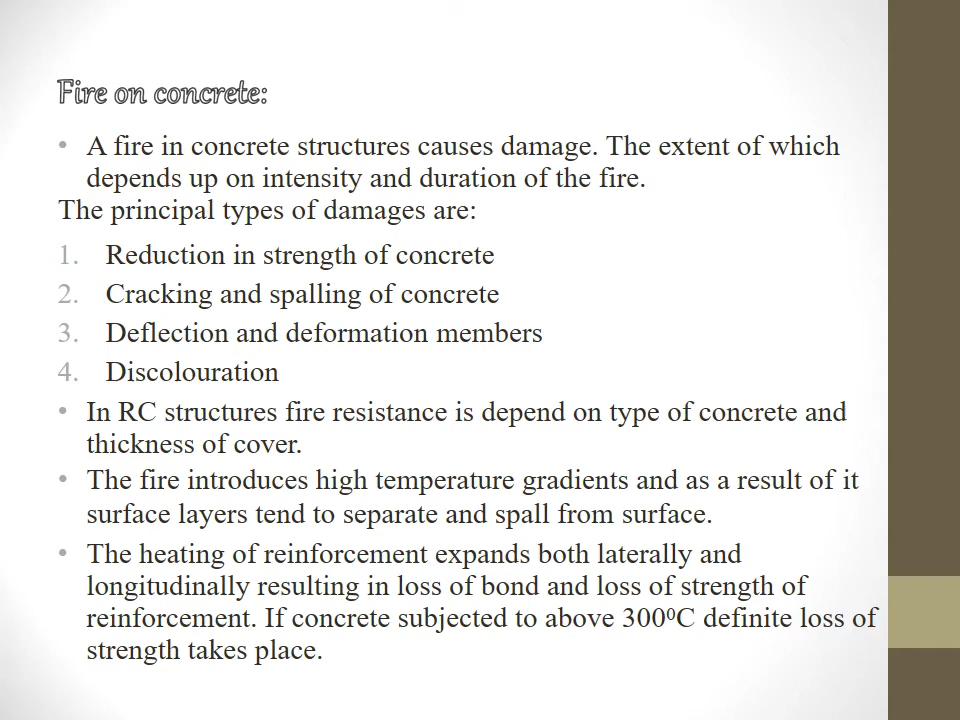 Fire on concrete:
• A fire in concrete structures causes damage. The extent of which
depends up on intensity and duration of the fire.
The principal types of damages are:
1. Reduction in strength of concrete
2. Cracking and spalling of concrete
3. Deflection and deformation members
4. Discolouration
• In RC structures fire resistance is depend on type of concrete and
thickness of cover.
• The fire introduces high temperature gradients and as a result of it
surface layers tend to separate and spall from surface.
• The heating of reinforcement expands both laterally and
longitudinally resulting in loss of bond and loss of strength of
reinforcement. If concrete subjected to above 300⁰C definite loss of
strength takes place.